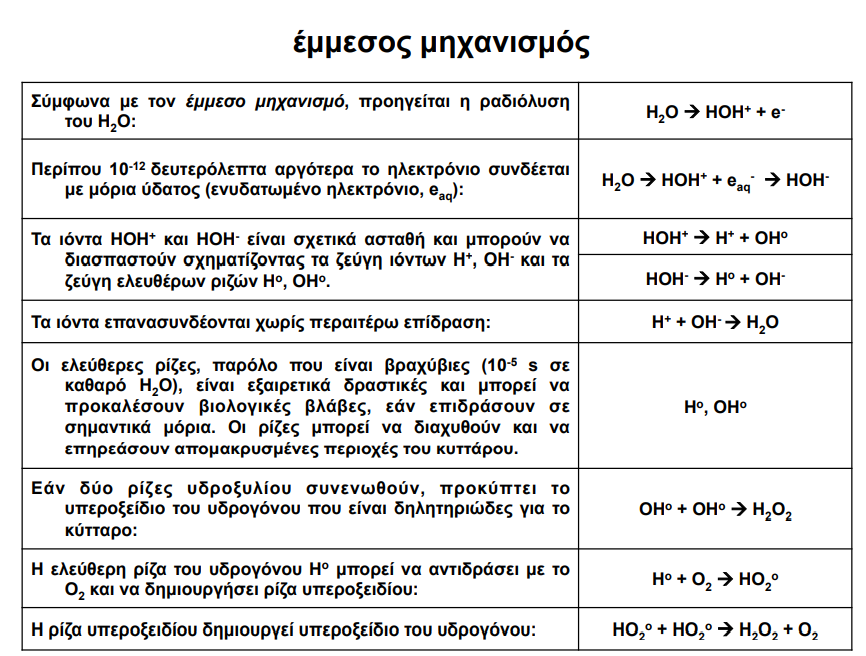 έμμεσος μηχανισμός
Σύμφωνα με τον έμμεσο μηχανισμό, προηγείται η ραδιόλυση
του H₂O:
H₂O → HOH⁺ + e⁻
Περίπου 10⁻¹² δευτερόλεπτα αργότερα το ηλεκτρόνιο συνδέεται
με μόρια ύδατος (ενυδατωμένο ηλεκτρόνιο, eₐq):
H₂O → HOH⁺ + eₐq⁻ → HOH⁻
Τα ιόντα HOH⁺ και HOH⁻ είναι σχετικά ασταθή και μπορούν να
διασπαστούν σχηματίζοντας τα ζεύγη ιόντων H⁺, OH⁻ και τα
ζεύγη ελευθέρων ριζών Hᵒ, OHᵒ.
HOH⁺ → H⁺ + OHᵒ
HOH⁻ → Hᵒ + OH⁻
Τα ιόντα επανασυνδέονται χωρίς περαιτέρω επίδραση:
H⁺ + OH⁻ → H₂O
Οι ελεύθερες ρίζες, παρόλο που είναι βραχύβιες (10⁻⁵ s σε
καθαρό H₂O), είναι εξαιρετικά δραστικές και μπορεί να
προκαλέσουν βιολογικές βλάβες, εάν επιδράσουν σε
σημαντικά μόρια. Οι ρίζες μπορεί να διαχυθούν και να
επηρεάσουν απομακρυσμένες περιοχές του κυττάρου.
Hᵒ, OHᵒ
Εάν δύο ρίζες υδροξυλίου συνενωθούν, προκύπτει το
υπεροξείδιο του υδρογόνου που είναι δηλητηριώδες για το
κύτταρο:
OHᵒ + OHᵒ → H₂O₂
Η ελεύθερη ρίζα του υδρογόνου Hᵒ μπορεί να αντιδράσει με το
O₂ και να δημιουργήσει ρίζα υπεροξειδίου:
Hᵒ + O₂ → HO₂ᵒ
Η ρίζα υπεροξειδίου δημιουργεί υπεροξείδιο του υδρογόνου:
HO₂ᵒ + HO₂ᵒ → H₂O₂ + O₂